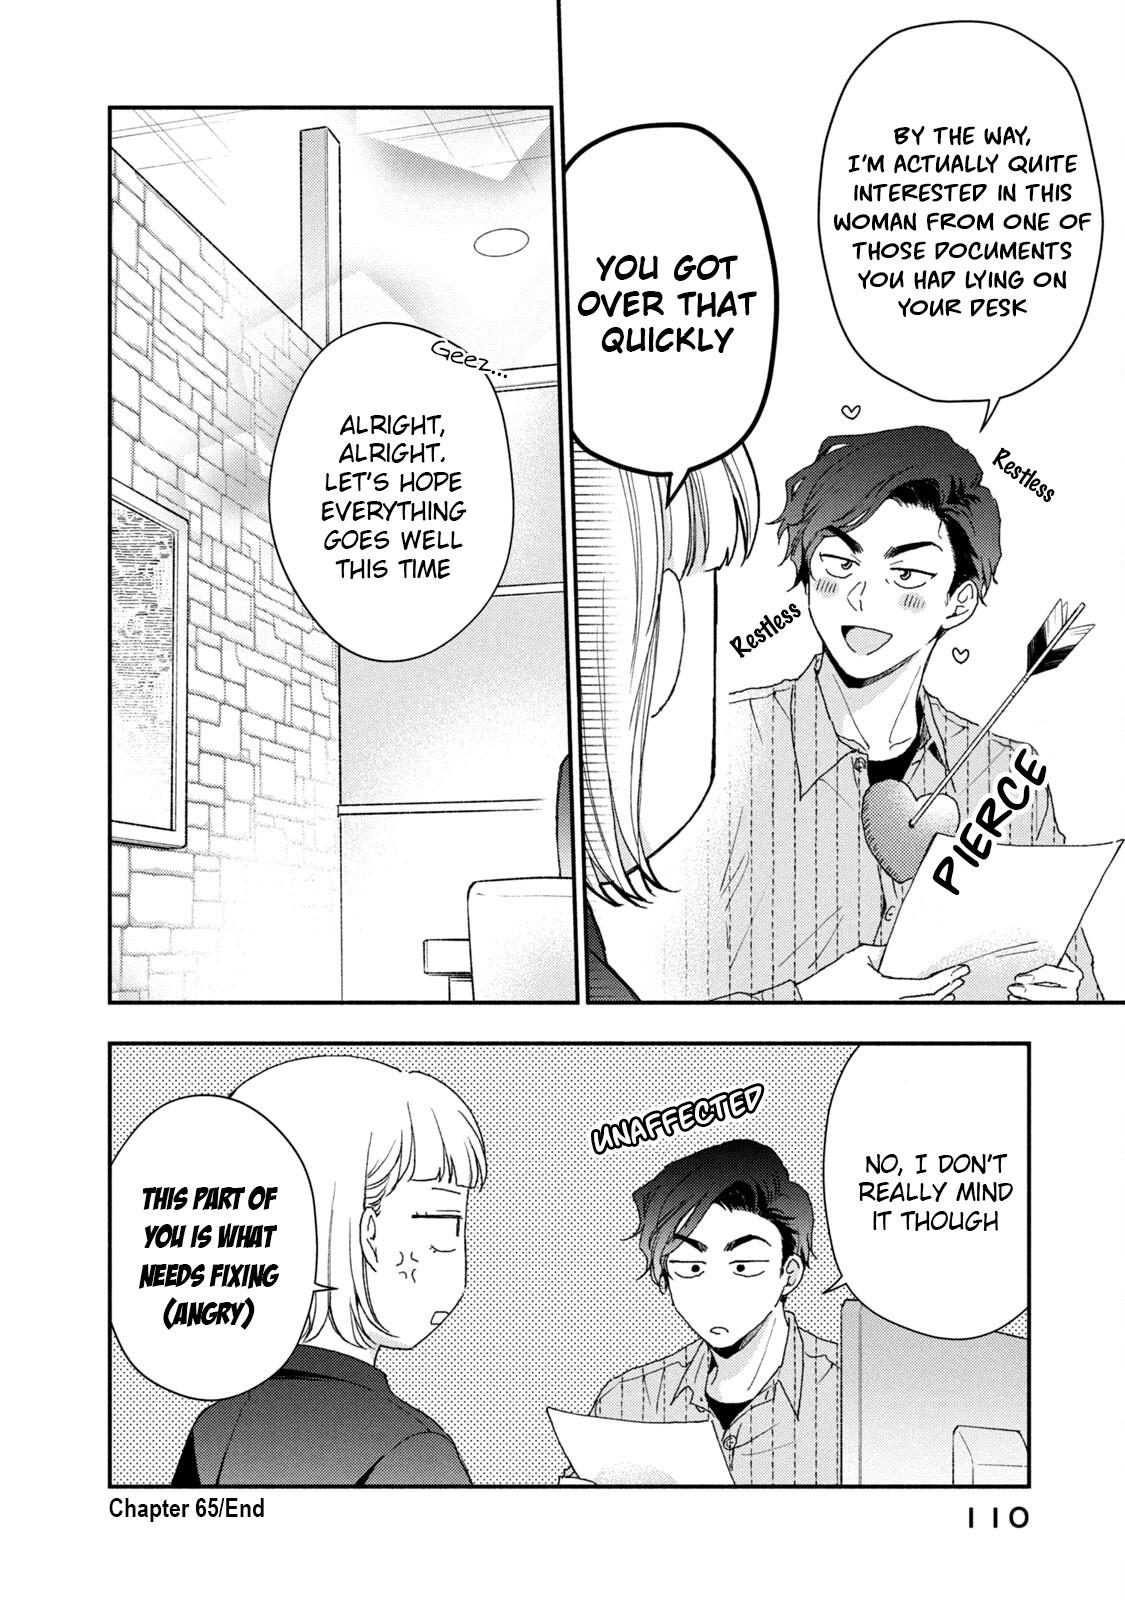 BY THE WAY,
I'M ACTUALLY QUITE
INTERESTED IN THIS
WOMAN FROM ONE OF
THOSE DOCUMENTS
YOU HAD LYING ON
YOUR DESK
Restless
Restless
PIERCE
YOU GOT
OVER THAT
QUICKLY
Geez...
ALRIGHT,
ALRIGHT.
LET'S HOPE
EVERYTHING
GOES WELL
THIS TIME
NO, I DON'T
REALLY MIND
IT THOUGH
UNAFFECTED
THIS PART OF
YOU IS WHAT
NEEDS FIXING
(ANGRY)
Chapter 65/End
110